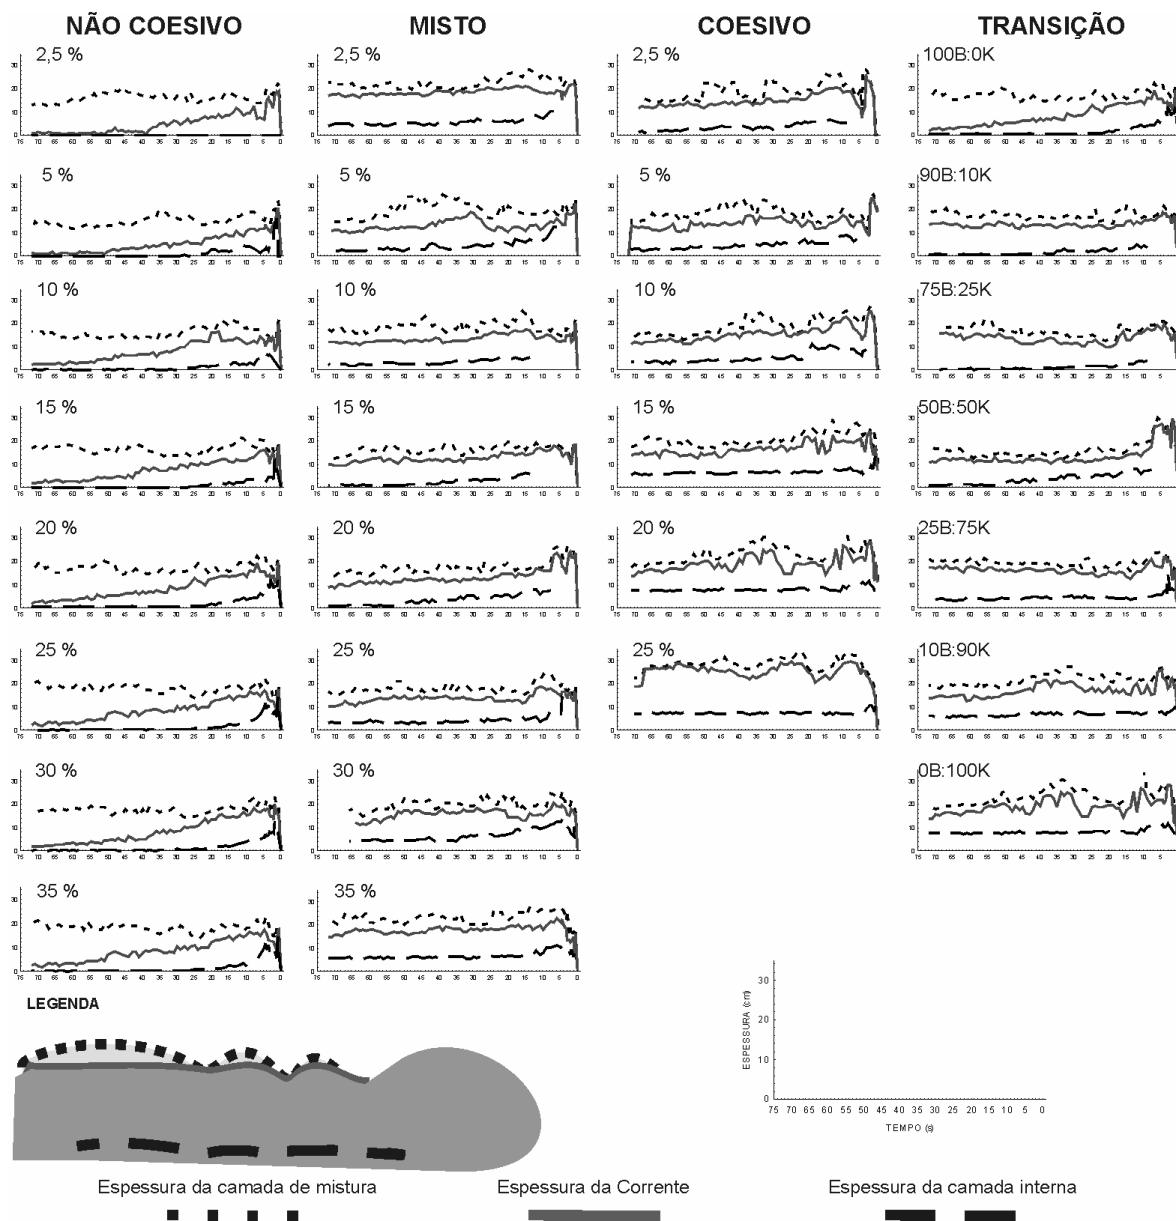 NÃO COESIVO MISTO COESIVO TRANSIÇÃO
2,5 % 2,5 % 2,5 % 100B:0K
5 % 5 % 5 % 90B:10K
10 % 10 % 10 % 75B:25K
15 % 15 % 15 % 50B:50K
20 % 20 % 20 % 25B:75K
25 % 25 % 25 % 10B:90K
30 % 30 % 0B:100K
35 % 35 %
LEGENDA
ESPESSURA (cm)
30
20
10
0
75 70 65 60 55 50 45 40 35 30 25 20 15 10 5 0
TEMPO (s)
Espessura da camada de mistura Espessura da Corrente Espessura da camada interna